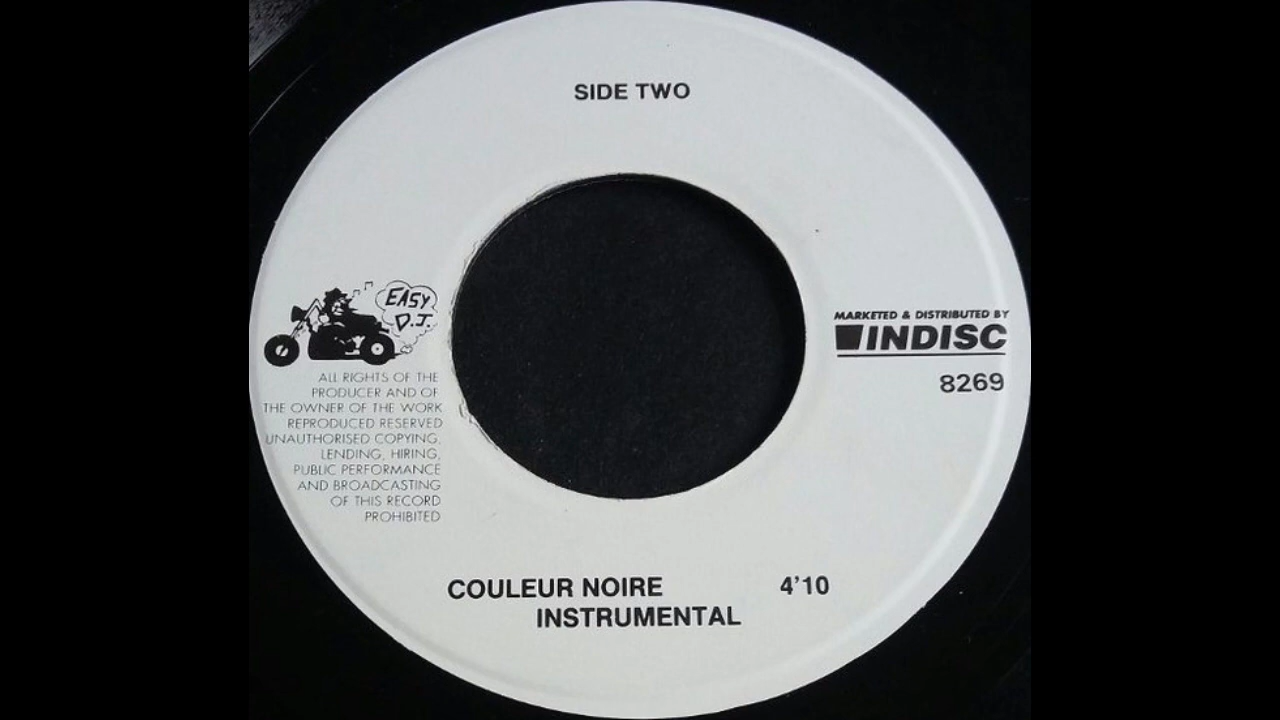 SIDE TWO
EASY
D.J.
ALL RIGHTS OF THE
PRODUCER AND OF
THE OWNER OF THE WORK
REPRODUCED RESERVED
UNAUTHORISED COPYING,
LENDING, HIRING,
PUBLIC PERFORMANCE
AND BROADCASTING
OF THIS RECORD
PROHIBITED
MARKETED & DISTRIBUTED BY
INDISC
8269
COULEUR NOIRE 4'10
INSTRUMENTAL